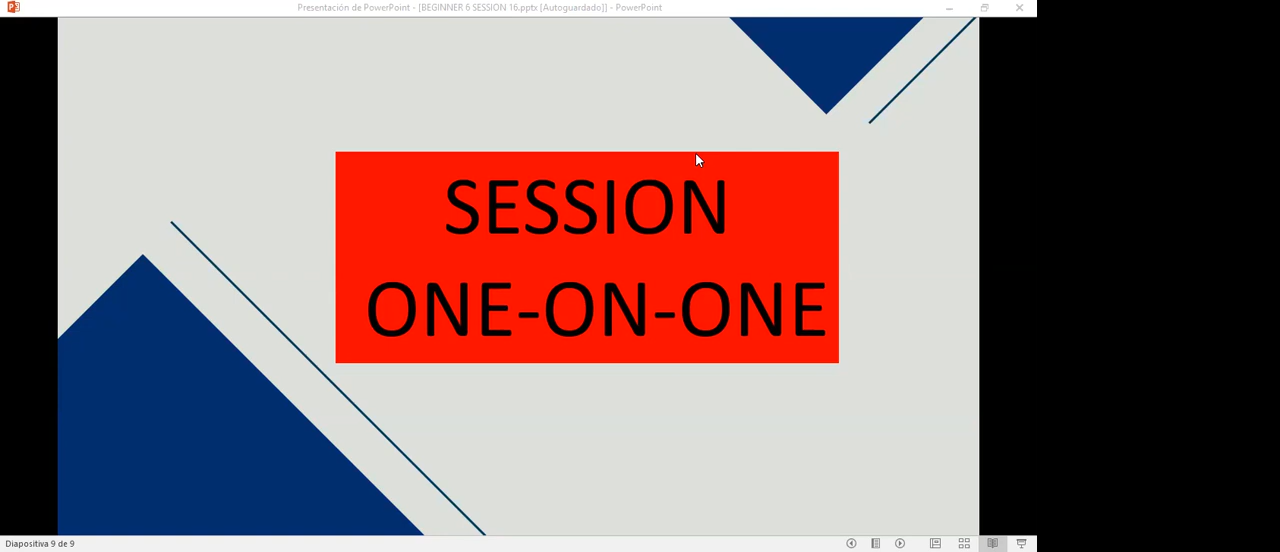 Presentación de PowerPoint - [BEGINNER 6 SESSION 16.pptx [Autoguardado]] - PowerPoint
SESSION
ONE-ON-ONE
Diapositiva 9 de 9